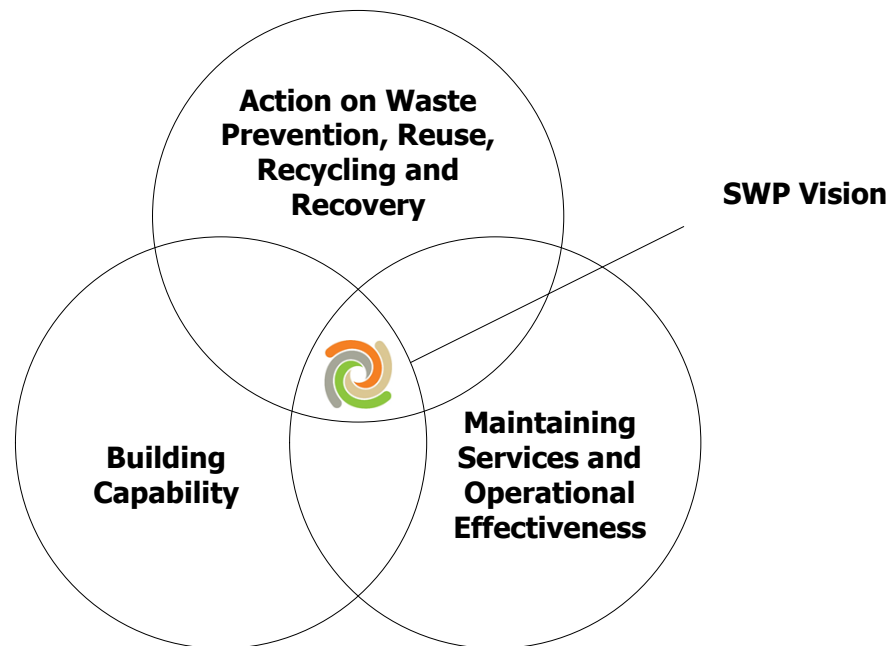 Action on Waste
Prevention, Reuse,
Recycling and
Recovery
SWP Vision
Building
Capability
Maintaining
Services and
Operational
Effectiveness